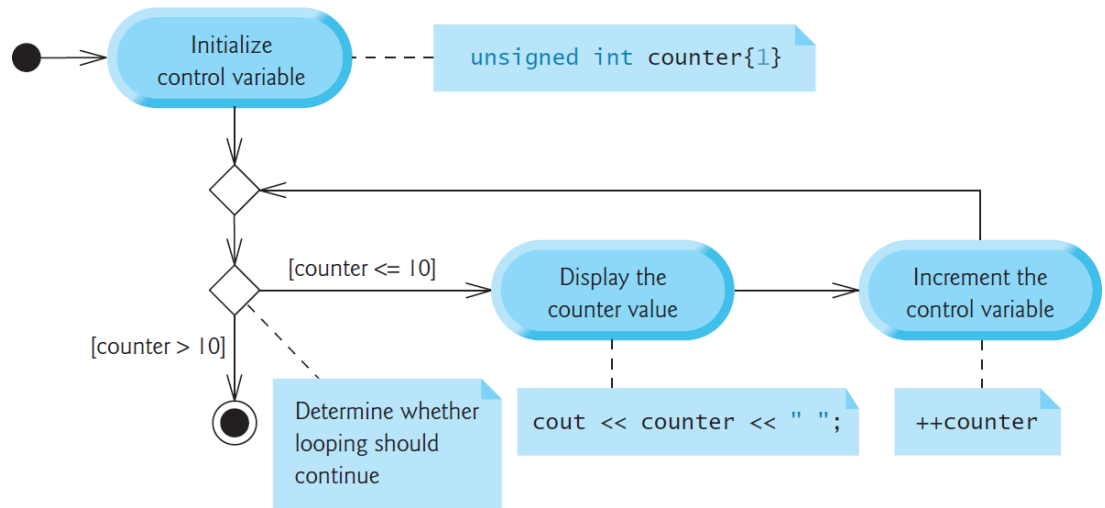 Initialize
control variable
unsigned int counter{1}
[counter <= 10]
Display the
counter value
Increment the
control variable
[counter > 10]
Determine whether
looping should
continue
cout << counter << " ";
++counter